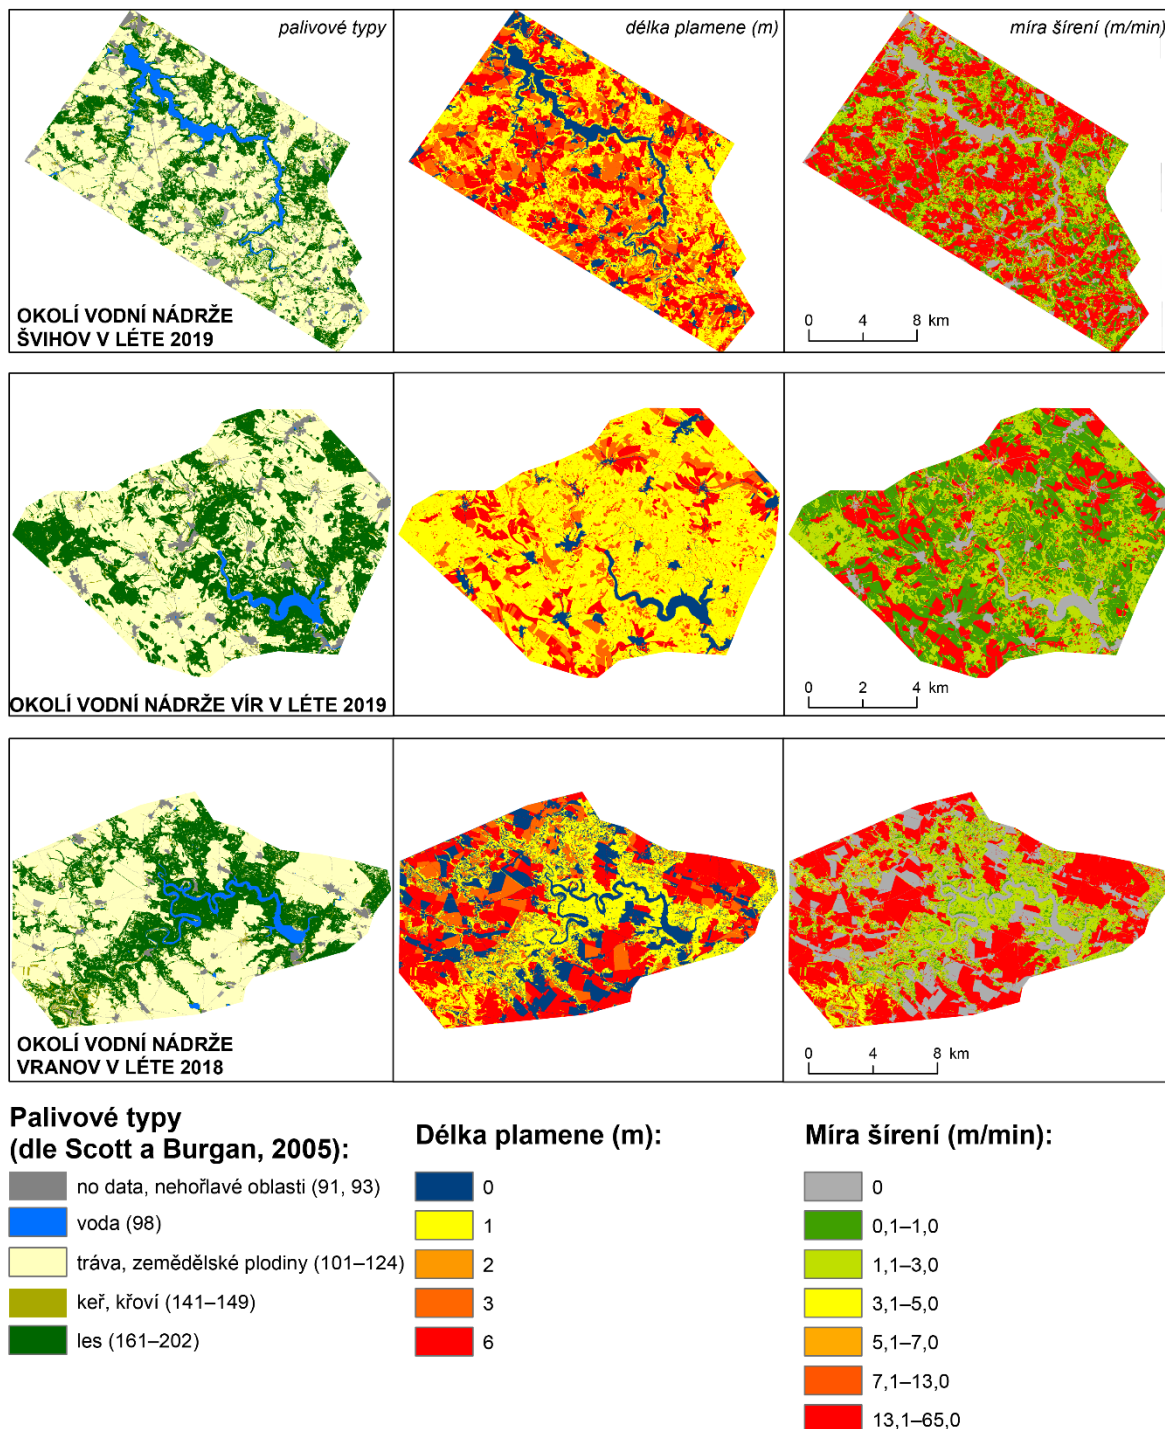 palivové typy
délka plamene (m)
míra šíření (m/min)
OKOLÍ VODNÍ NÁDRŽE
ŠVIHOV V LÉTE 2019
0 4 8 km
OKOLÍ VODNÍ NÁDRŽE VÍR V LÉTE 2019
0 2 4 km
OKOLÍ VODNÍ NÁDRŽE
VRANOV V LÉTE 2018
0 4 8 km
Palivové typy
(dle Scott a Burgan, 2005):
no data, nehořlavé oblasti (91, 93)
voda (98)
tráva, zemědělské plodiny (101–124)
keř, křoví (141–149)
les (161–202)
Délka plamene (m):
0
1
2
3
6
Míra šíření (m/min):
0
0,1–1,0
1,1–3,0
3,1–5,0
5,1–7,0
7,1–13,0
13,1–65,0